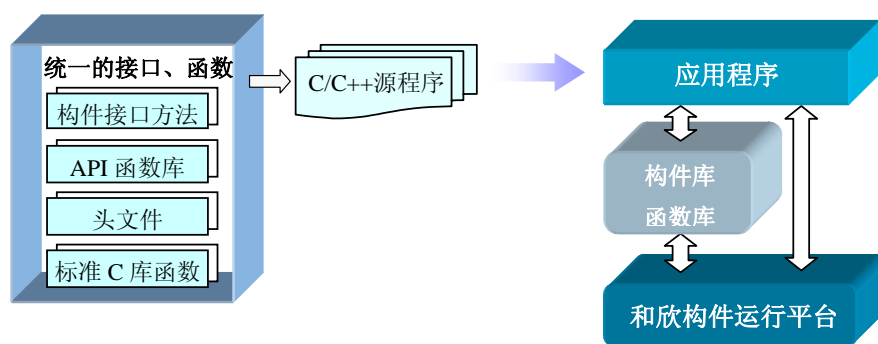 统一的接口、函数
构件接口方法
API 函数库
头文件
标准 C 库函数
C/C++源程序
应用程序
构件库
函数库
和欣构件运行平台